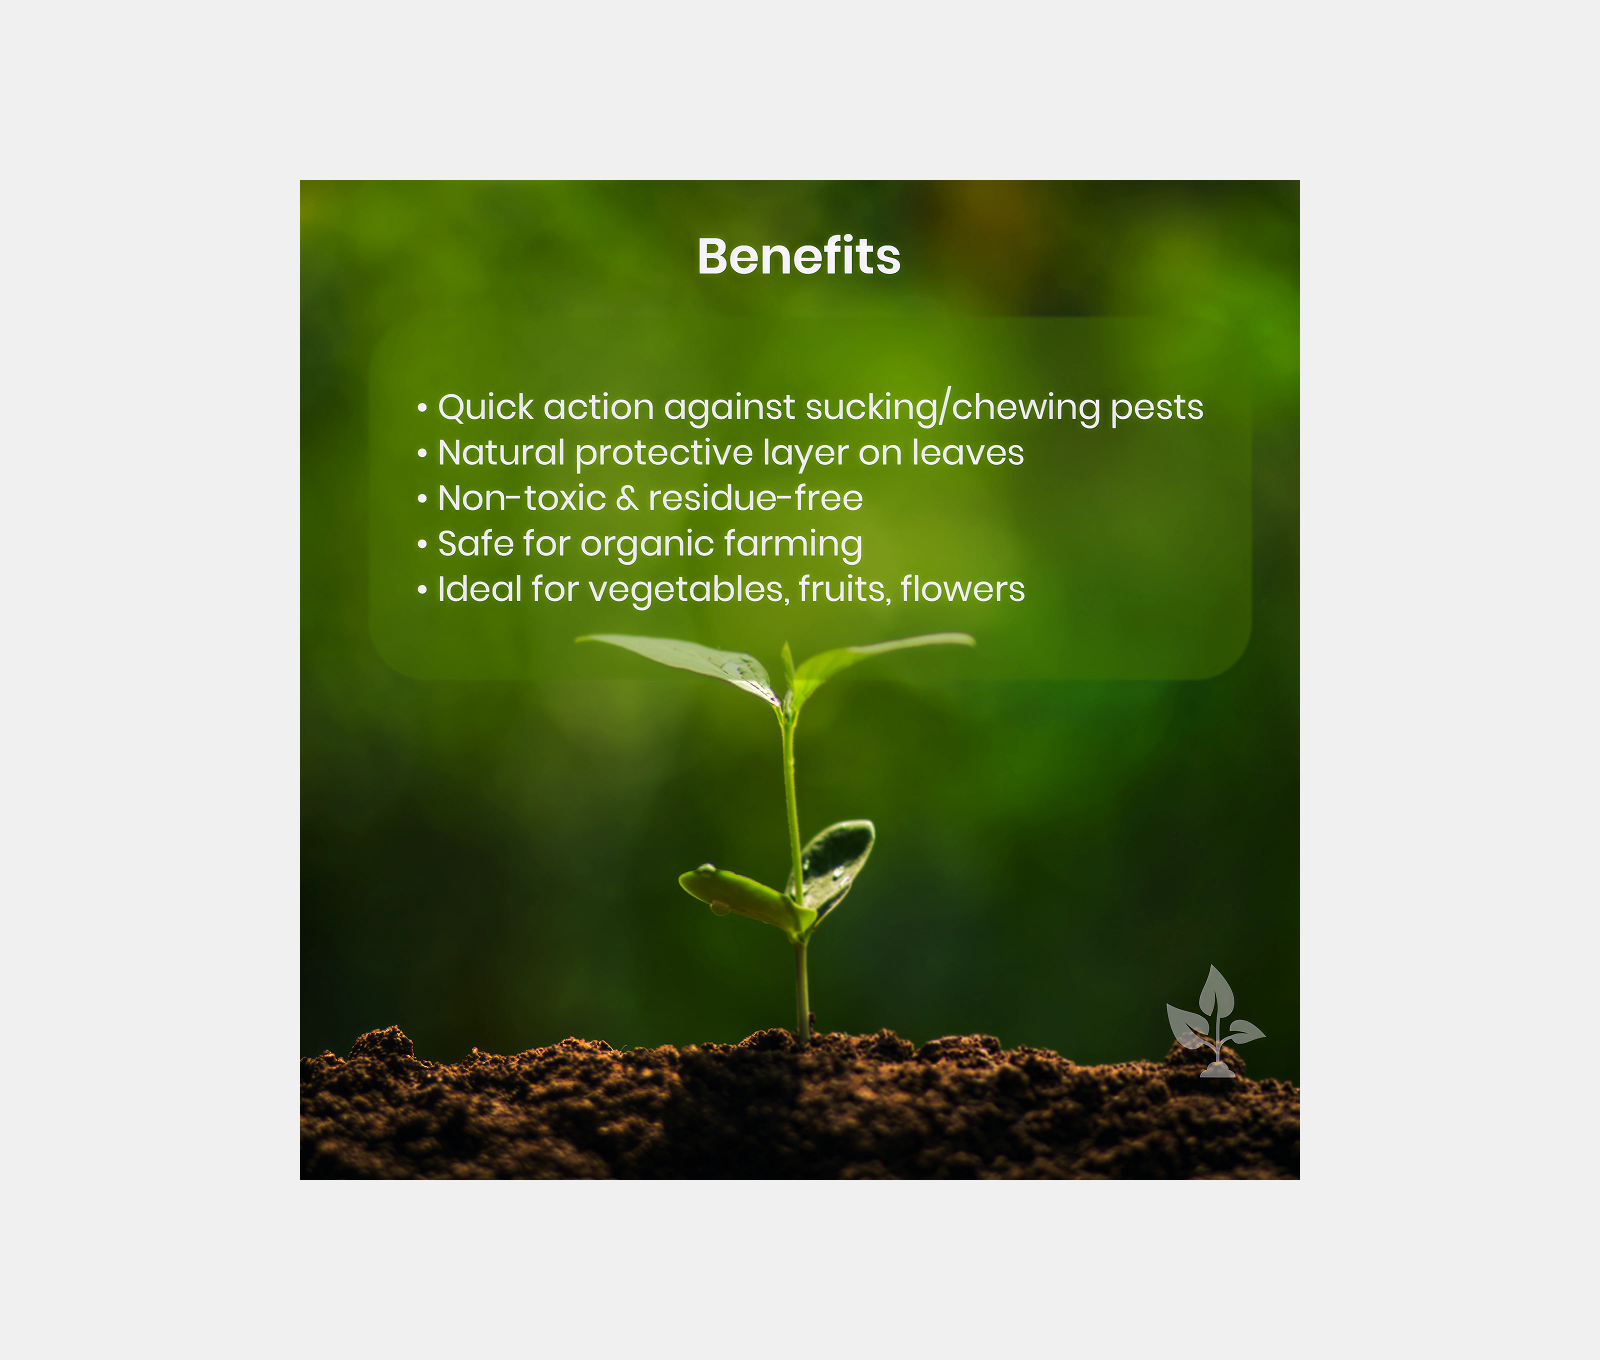 Benefits
• Quick action against sucking/chewing pests
• Natural protective layer on leaves
• Non-toxic & residue-free
• Safe for organic farming
• Ideal for vegetables, fruits, flowers